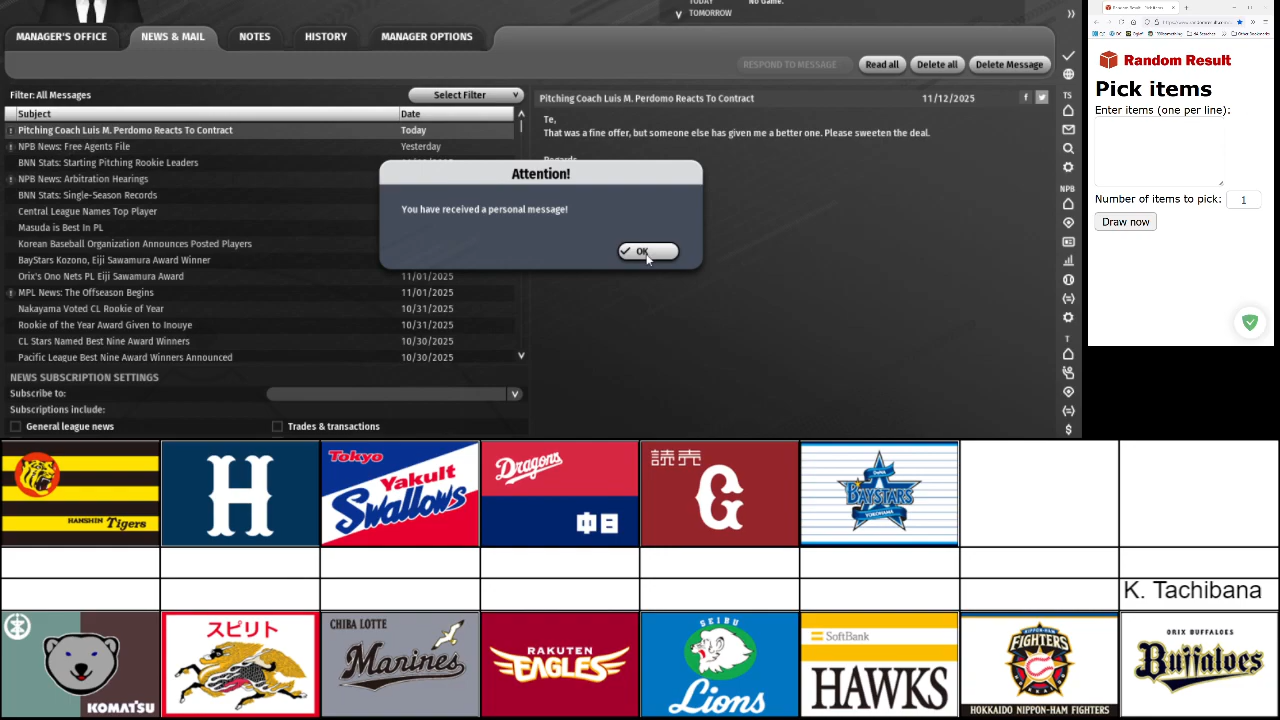 TODAY No Game.
TOMORROW
MANAGER'S OFFICE
NEWS & MAIL
NOTES
HISTORY
MANAGER OPTIONS
RESPOND TO MESSAGE
Read all
Delete all
Delete Message
Filter: All Messages
Select Filter
Subject Date
Pitching Coach Luis M. Perdomo Reacts To Contract Today
NPB News: Free Agents File Yesterday
BNN Stats: Starting Pitching Rookie Leaders
NPB News: Arbitration Hearings
BNN Stats: Single-Season Records
Central League Names Top Player
Masuda is Best In PL
Korean Baseball Organization Announces Posted Players
BayStars Kozono, Eiji Sawamura Award Winner
Orix's Ono Nets PL Eiji Sawamura Award 11/01/2025
MPL News: The Offseason Begins 11/01/2025
Nakayama Voted CL Rookie of Year 10/31/2025
Rookie of the Year Award Given to Inouye 10/31/2025
CL Stars Named Best Nine Award Winners 10/30/2025
Pacific League Best Nine Award Winners Announced 10/30/2025
NEWS SUBSCRIPTION SETTINGS
Subscribe to:
Subscriptions include:
General league news
Trades & transactions
Pitching Coach Luis M. Perdomo Reacts To Contract 11/12/2025
Te,
That was a fine offer, but someone else has given me a better one. Please sweeten the deal.
Regards
Attention!
You have received a personal message!
OK
TS
NPB
T
Random Result
Pick items
Enter items (one per line):
Number of items to pick: 1
Draw now
HANSHIN Tigers
H
Tokyo
Yakult
Swallows
Dragons
中日
読売
G
BAYSTARS
YOKOHAMA
K. Tachibana
KOMATSU
スピリト
CHIBA LOTTE
Marines
RAKUTEN
EAGLES
SEIBU
Lions
SoftBank
HAWKS
NIPPON-HAM
FIGHTERS
HOKKAIDO NIPPON-HAM FIGHTERS
ORIX BUFFALOES
Buffaloes